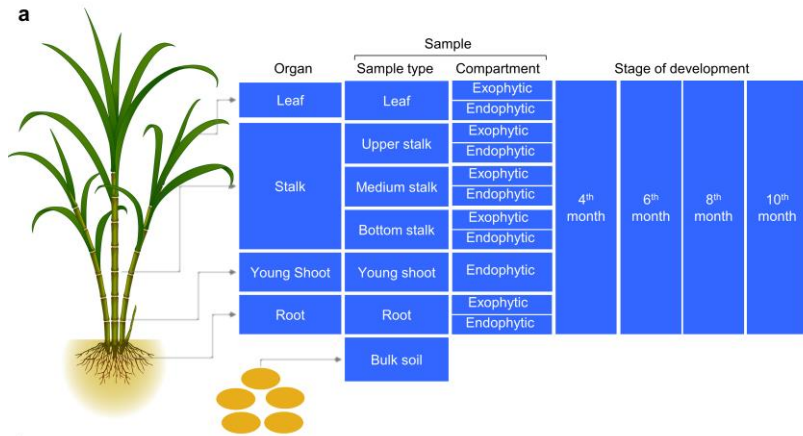 a
Sample
Organ Sample type Compartment Stage of development
Leaf Leaf Exophytic
Endophytic
Stalk Upper stalk Exophytic
Endophytic
Medium stalk Exophytic
Endophytic
Bottom stalk Exophytic
Endophytic
4th month 6th month 8th month 10th month
Young Shoot Young shoot Endophytic
Root Root Exophytic
Endophytic
Bulk soil